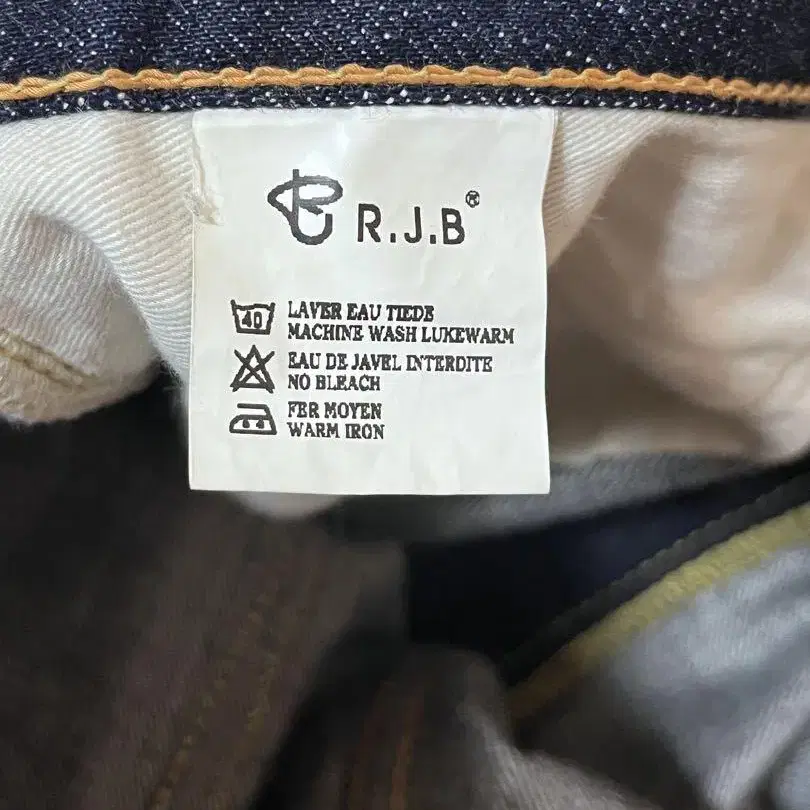 R.J.B®
40
LAVER EAU TIEDE
MACHINE WASH LUKEWARM
EAU DE JAVEL INTERDITE
NO BLEACH
FER MOYEN
WARM IRON